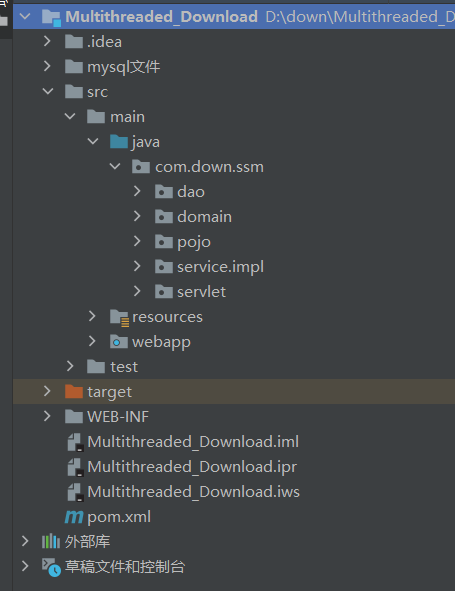 Multithreaded_Download D:\down\Multithreaded_D
.idea
mysql文件
src
main
java
com.down.ssm
dao
domain
pojo
service.impl
servlet
resources
webapp
test
target
WEB-INF
Multithreaded_Download.iml
Multithreaded_Download.ipr
Multithreaded_Download.iws
pom.xml
外部库
草稿文件和控制台